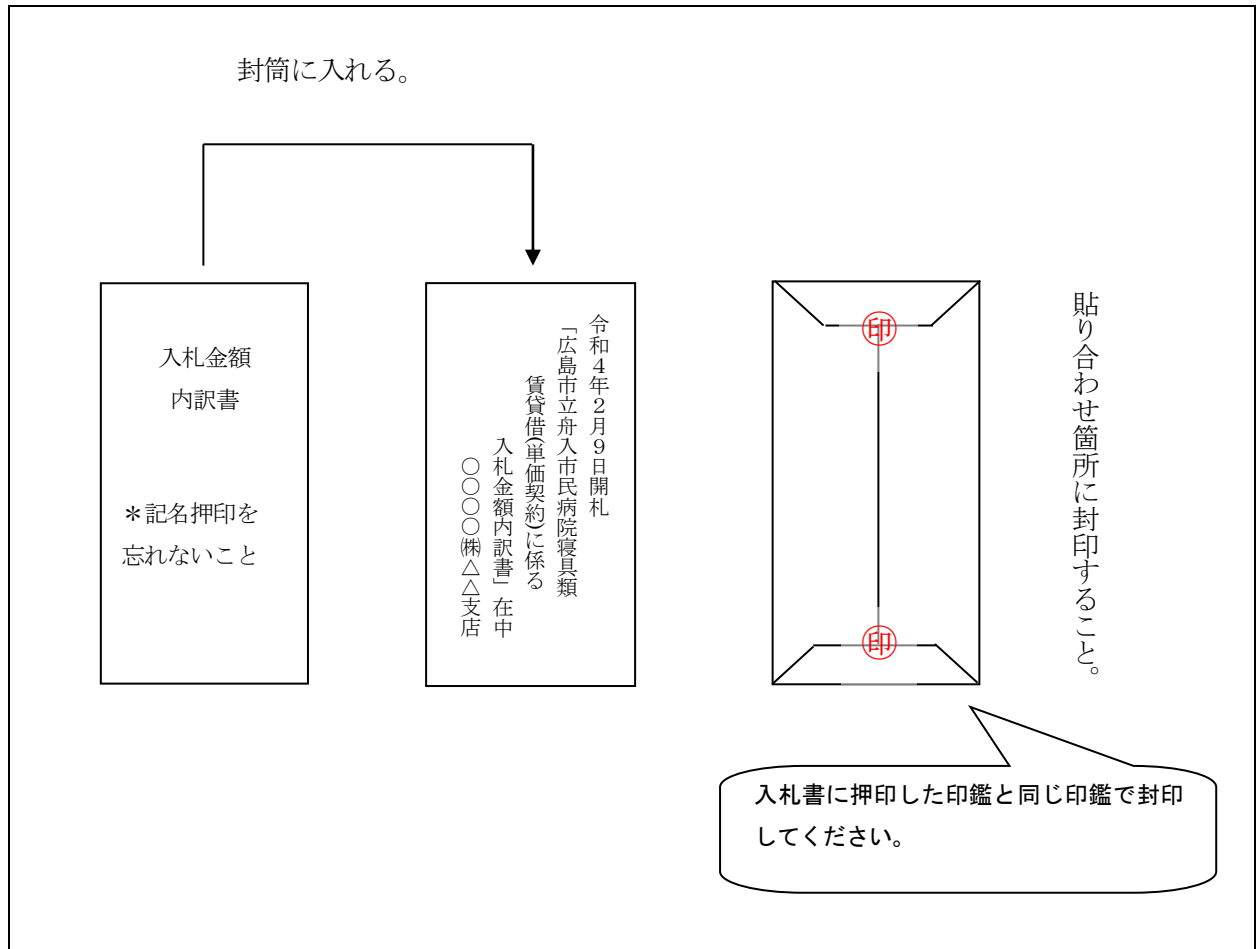 封筒に入れる。
入札金額
内訳書
＊記名押印を
忘れないこと
令和４年２月９日開札
「広島市立舟入市民病院寝具類
賃貸借(単価契約)に係る
入札金額内訳書」在中
○○○○㈱△△支店
印
印
貼り合わせ箇所に封印すること。
入札書に押印した印鑑と同じ印鑑で封印
してください。